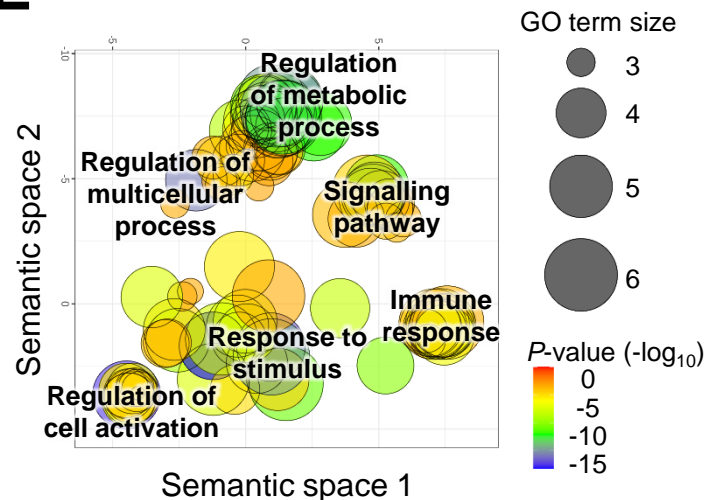 GO term size
3
4
5
6
P-value (-log10)
0
-5
-10
-15
-5
0
5
-10
-5
0
Semantic space 2
Semantic space 1
Regulation
of metabolic
process
Regulation of
multicellular
process
Signalling
pathway
Immune
response
Response to
stimulus
Regulation of
cell activation